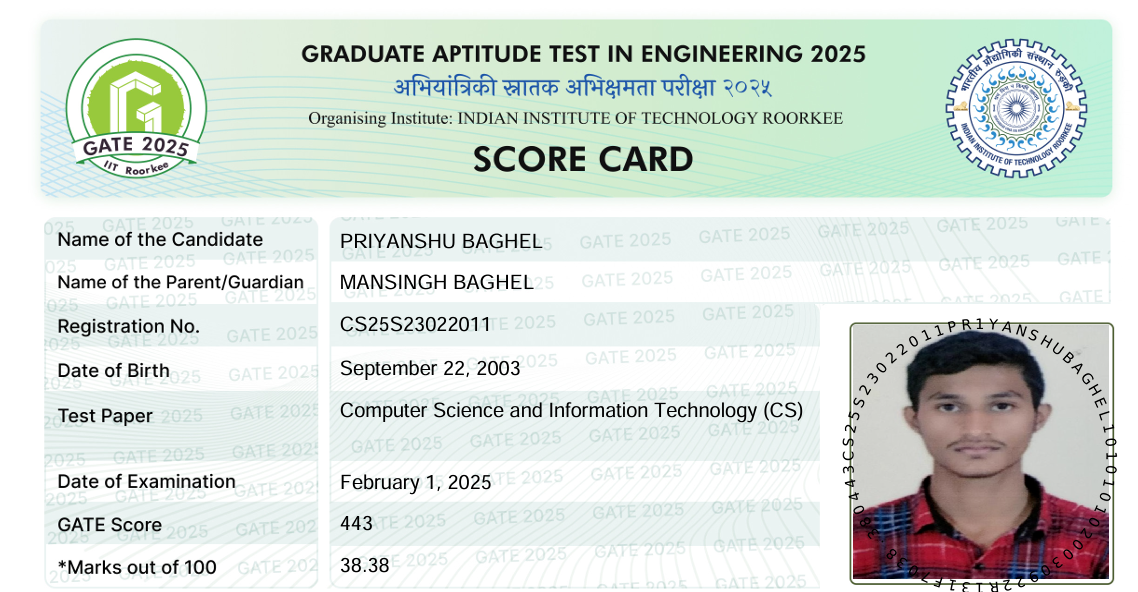 GRADUATE APTITUDE TEST IN ENGINEERING 2025
अभियांत्रिकी स्नातक अभिक्षमता परीक्षा २०२५
Organising Institute: INDIAN INSTITUTE OF TECHNOLOGY ROORKEE
SCORE CARD
GATE 2025
IIT Roorkee
भारतीय प्रौद्योगिकी संस्थान रुड़की
INDIAN INSTITUTE OF TECHNOLOGY ROORKEE
Name of the Candidate PRIYANSHU BAGHEL
Name of the Parent/Guardian MANSINGH BAGHEL
Registration No. CS25S23022011
Date of Birth September 22, 2003
Test Paper Computer Science and Information Technology (CS)
Date of Examination February 1, 2025
GATE Score 443
*Marks out of 100 38.38
GATE 2025